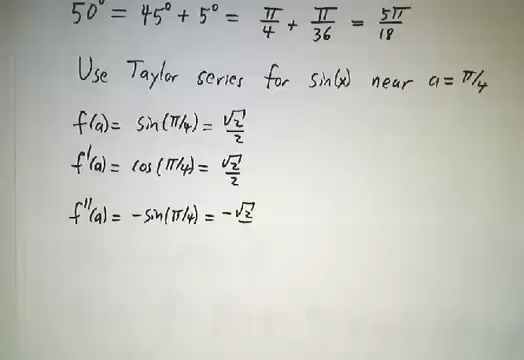 50° = 45° + 5° = π/4 + π/36 = 5π/18
Use Taylor series for sin(x) near a = π/4
f(a) = sin(π/4) = √2/2
f'(a) = cos(π/4) = √2/2
f''(a) = -sin(π/4) = -√2